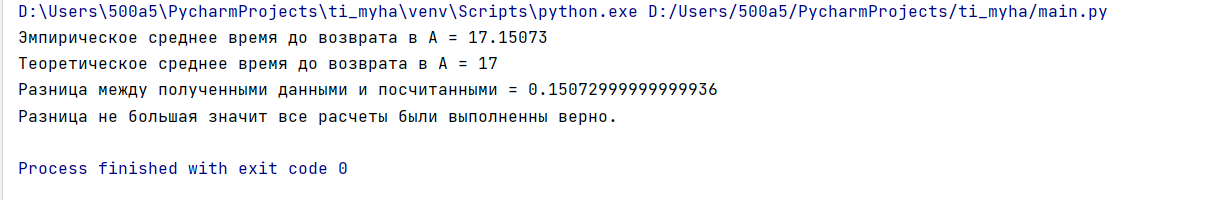 D:\Users\500a5\PycharmProjects\ti_myha\venv\Scripts\python.exe D:/Users/500a5/PycharmProjects/ti_myha/main.py
Эмпирическое среднее время до возврата в А = 17.15073
Теоретическое среднее время до возврата в А = 17
Разница между полученными данными и посчитанными = 0.15072999999999936
Разница не большая значит все расчеты были выполненны верно.
Process finished with exit code 0